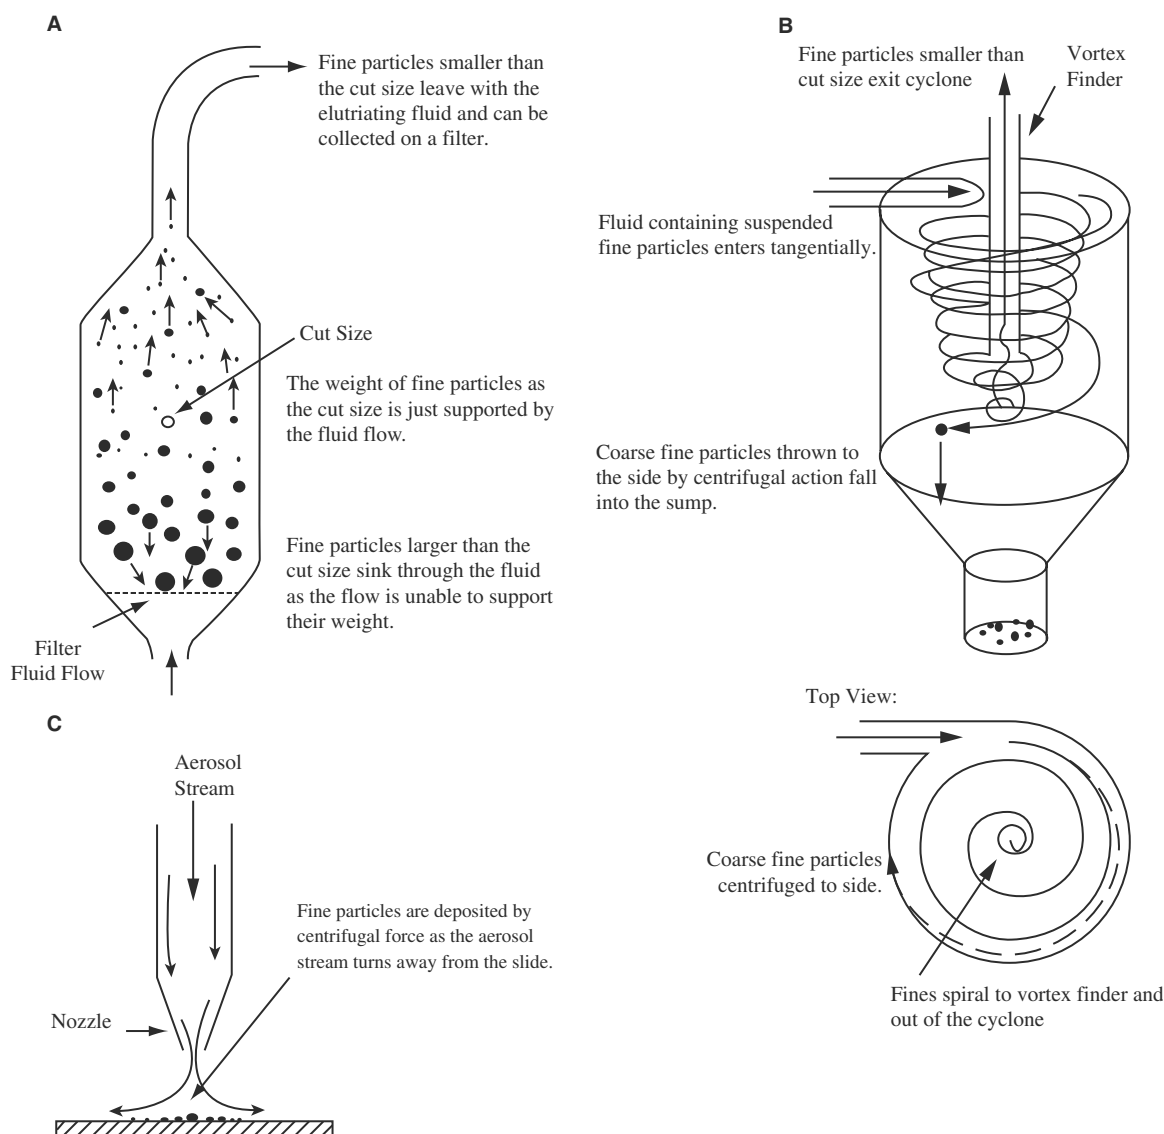 A
Fine particles smaller than
the cut size leave with the
elutriating fluid and can be
collected on a filter.
Cut Size
The weight of fine particles as
the cut size is just supported by
the fluid flow.
Fine particles larger than the
cut size sink through the fluid
as the flow is unable to support
their weight.
Filter
Fluid Flow
B
Fine particles smaller than
cut size exit cyclone
Vortex
Finder
Fluid containing suspended
fine particles enters tangentially.
Coarse fine particles thrown to
the side by centrifugal action fall
into the sump.
Top View:
Coarse fine particles
centrifuged to side.
Fines spiral to vortex finder and
out of the cyclone
C
Aerosol
Stream
Fine particles are deposited by
centrifugal force as the aerosol
stream turns away from the slide.
Nozzle